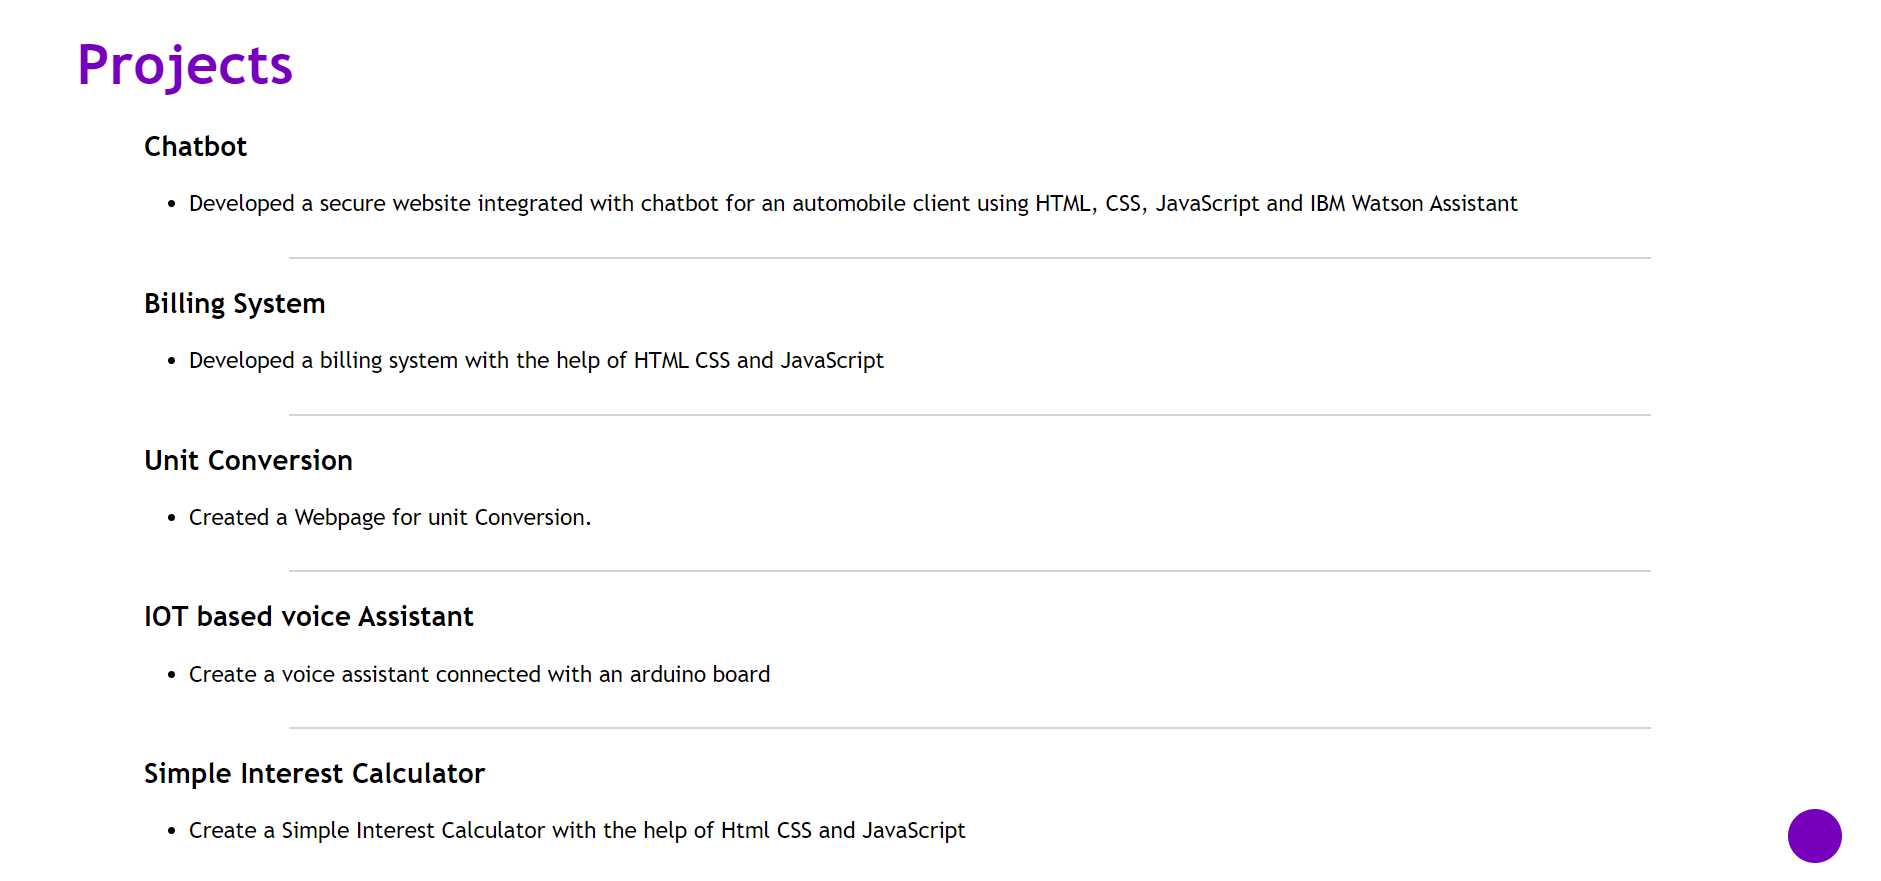 Projects
Chatbot
• Developed a secure website integrated with chatbot for an automobile client using HTML, CSS, JavaScript and IBM Watson Assistant
Billing System
• Developed a billing system with the help of HTML CSS and JavaScript
Unit Conversion
• Created a Webpage for unit Conversion.
IOT based voice Assistant
• Create a voice assistant connected with an arduino board
Simple Interest Calculator
• Create a Simple Interest Calculator with the help of Html CSS and JavaScript